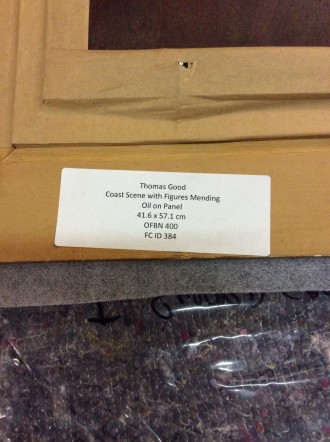 Thomas Good
Coast Scene with Figures Mending
Oil on Panel
41.6 x 57.1 cm
OFBN 400
FC ID 384